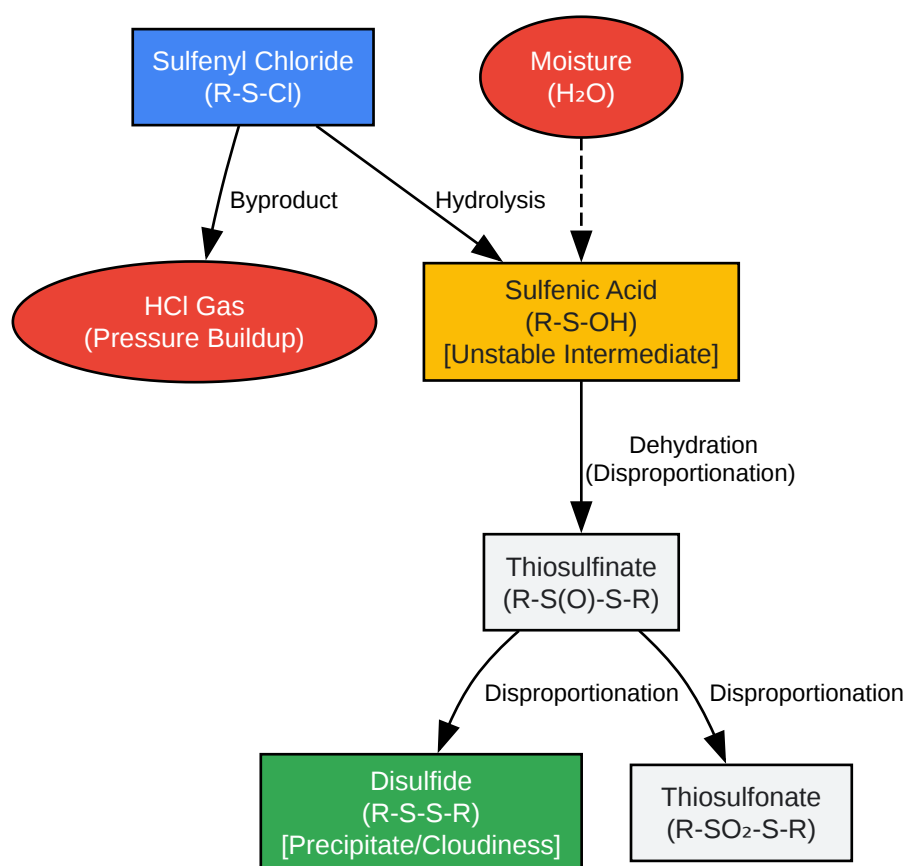 Sulfenyl Chloride
(R-S-Cl)
Moisture
(H₂O)
Byproduct
Hydrolysis
HCl Gas
(Pressure Buildup)
Sulfenic Acid
(R-S-OH)
[Unstable Intermediate]
Dehydration
(Disproportionation)
Thiosulfinate
(R-S(O)-S-R)
Disproportionation
Disproportionation
Disulfide
(R-S-S-R)
[Precipitate/Cloudiness]
Thiosulfonate
(R-SO₂-S-R)